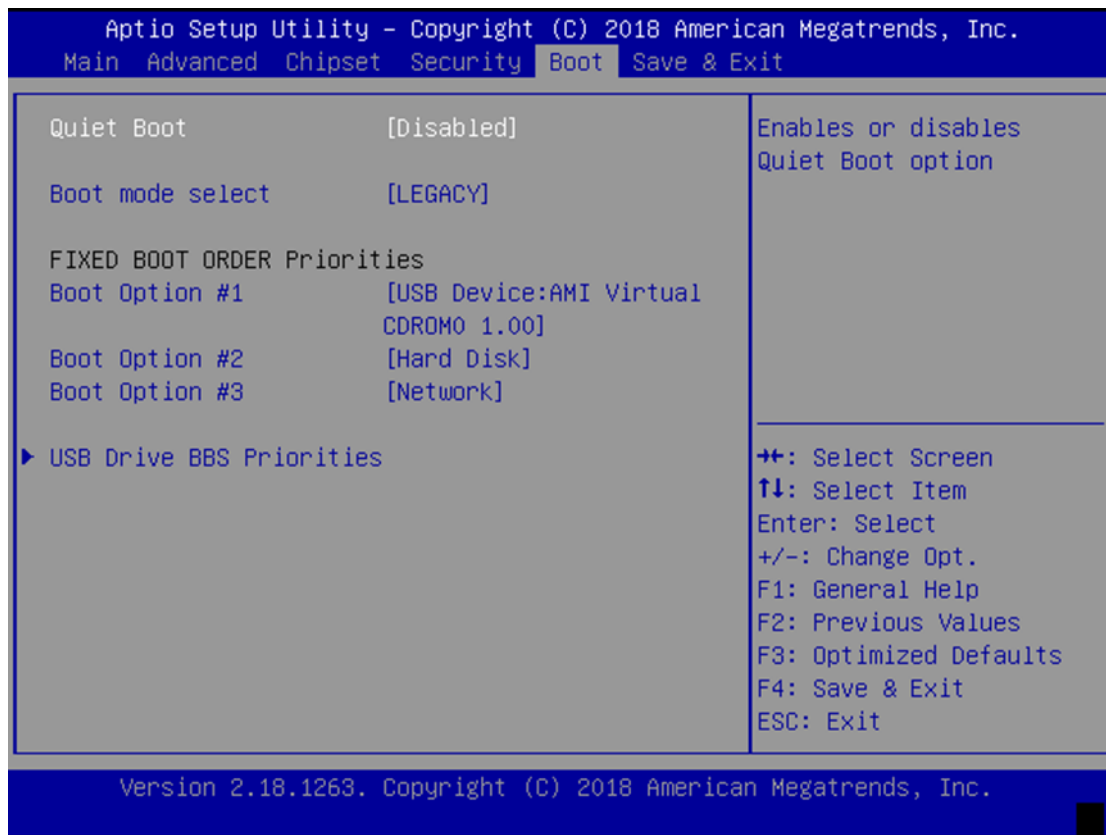 Aptio Setup Utility – Copyright (C) 2018 American Megatrends, Inc.
Main Advanced Chipset Security Boot Save & Exit
Quiet Boot [Disabled]
Boot mode select [LEGACY]
FIXED BOOT ORDER Priorities
Boot Option #1 [USB Device:AMI Virtual
CDROM0 1.00]
Boot Option #2 [Hard Disk]
Boot Option #3 [Network]
USB Drive BBS Priorities
Enables or disables
Quiet Boot option
→←: Select Screen
↑↓: Select Item
Enter: Select
+/-: Change Opt.
F1: General Help
F2: Previous Values
F3: Optimized Defaults
F4: Save & Exit
ESC: Exit
Version 2.18.1263. Copyright (C) 2018 American Megatrends, Inc.